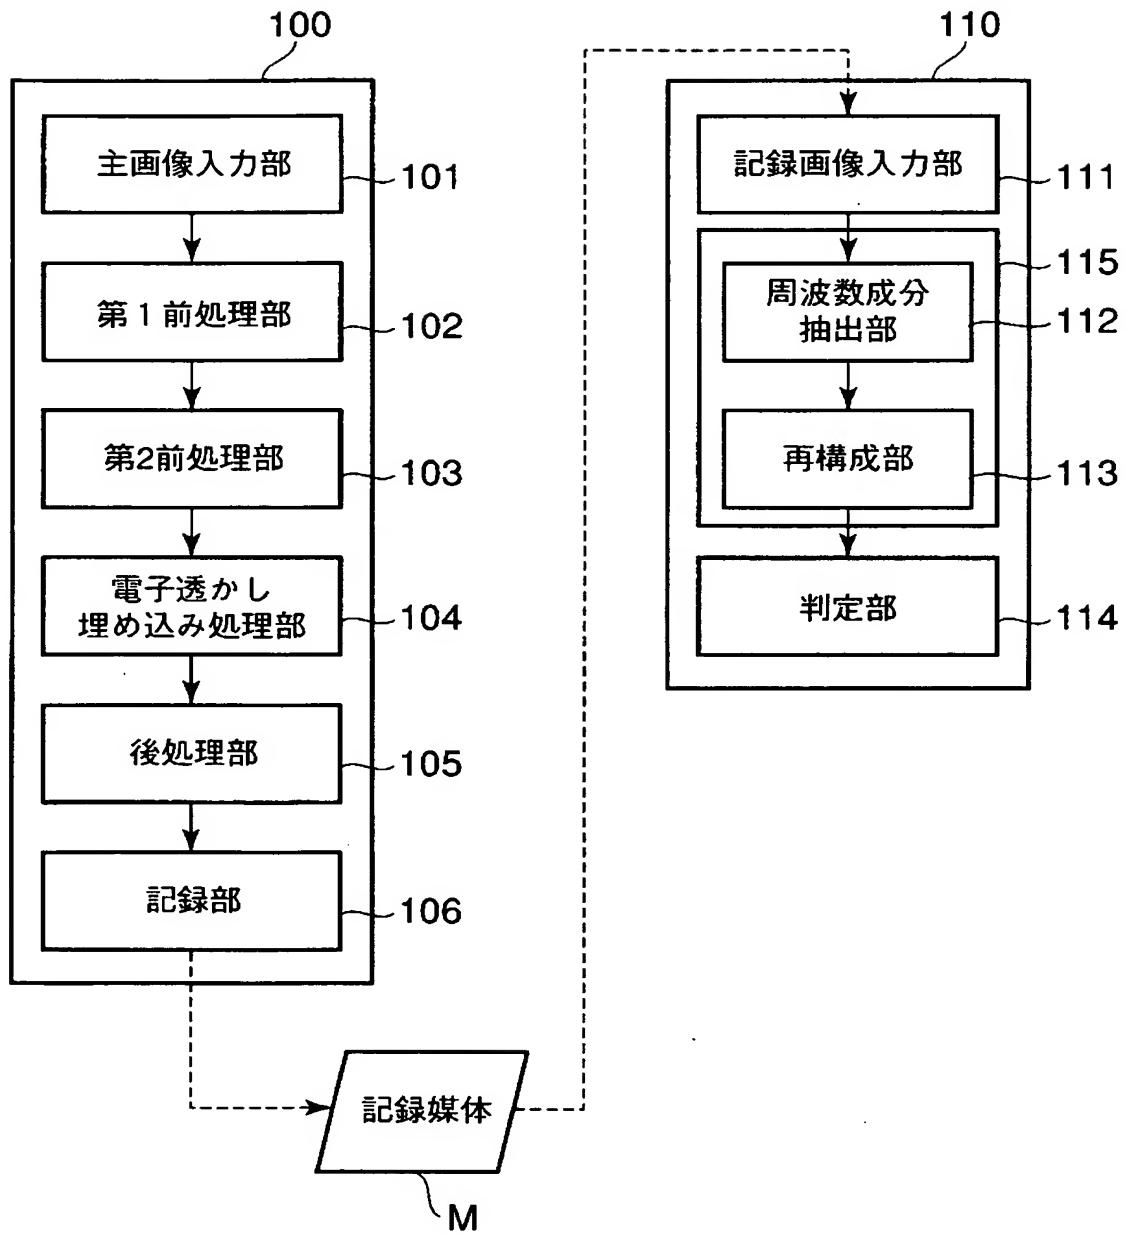 100
主画像入力部
101
第1前処理部
102
第2前処理部
103
電子透かし
埋め込み処理部
104
後処理部
105
記録部
106
記録媒体
M
110
記録画像入力部
111
115
周波数成分
抽出部
112
再構成部
113
判定部
114